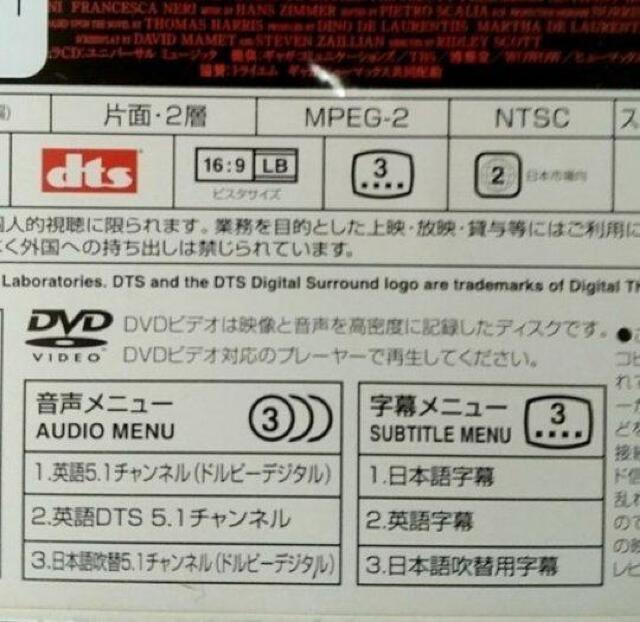 FRANCESCA NERI
HANS ZIMMER
PIETRO SCALIA
THOMAS HARRIS
DINO DE LAURENTIIS, MARTHA DE LAURENTIIS
DAVID MAMET AND STEVEN ZAILLIAN
RIDLEY SCOTT
片面・2層
MPEG-2
NTSC
dts
16:9 LB
ビスタサイズ
3
2
日本市場向
個人的視聴に限られます。業務を目的とした上映・放映・貸与等にはご利用に
く外国への持ち出しは禁じられています。
Laboratories. DTS and the DTS Digital Surround logo are trademarks of Digital Th
DVD
VIDEO
DVDビデオは映像と音声を高密度に記録したディスクです。
DVDビデオ対応のプレーヤーで再生してください。
音声メニュー
AUDIO MENU
3
1.英語5.1チャンネル(ドルビーデジタル)
2.英語DTS 5.1チャンネル
3.日本語吹替5.1チャンネル(ドルビーデジタル)
字幕メニュー
SUBTITLE MENU
3
1.日本語字幕
2.英語字幕
3.日本語吹替用字幕